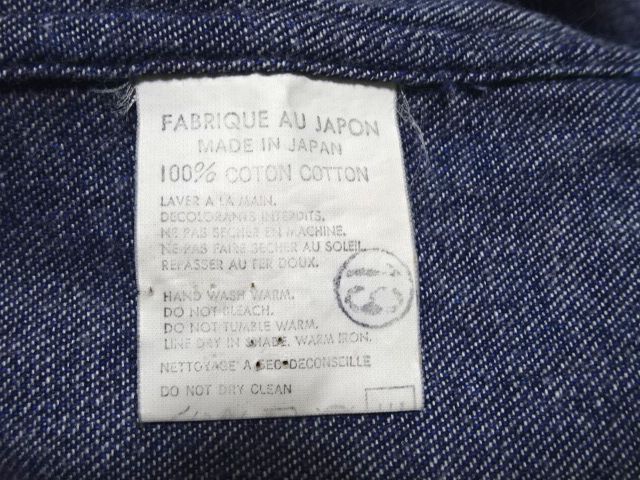 FABRIQUE AU JAPON
MADE IN JAPAN
100% COTON COTTON
LAVER A LA MAIN.
DECOLORANTS INTERDITS.
NE PAS SECHER EN MACHINE.
NE PAS FAIRE SECHER AU SOLEIL.
REPASSER AU FER DOUX.
HAND WASH WARM.
DO NOT BLEACH.
DO NOT TUMBLE WARM.
LINE DRY IN SHADE. WARM IRON.
NETTOYAGE A SEC DECONSEILLE
DO NOT DRY CLEAN